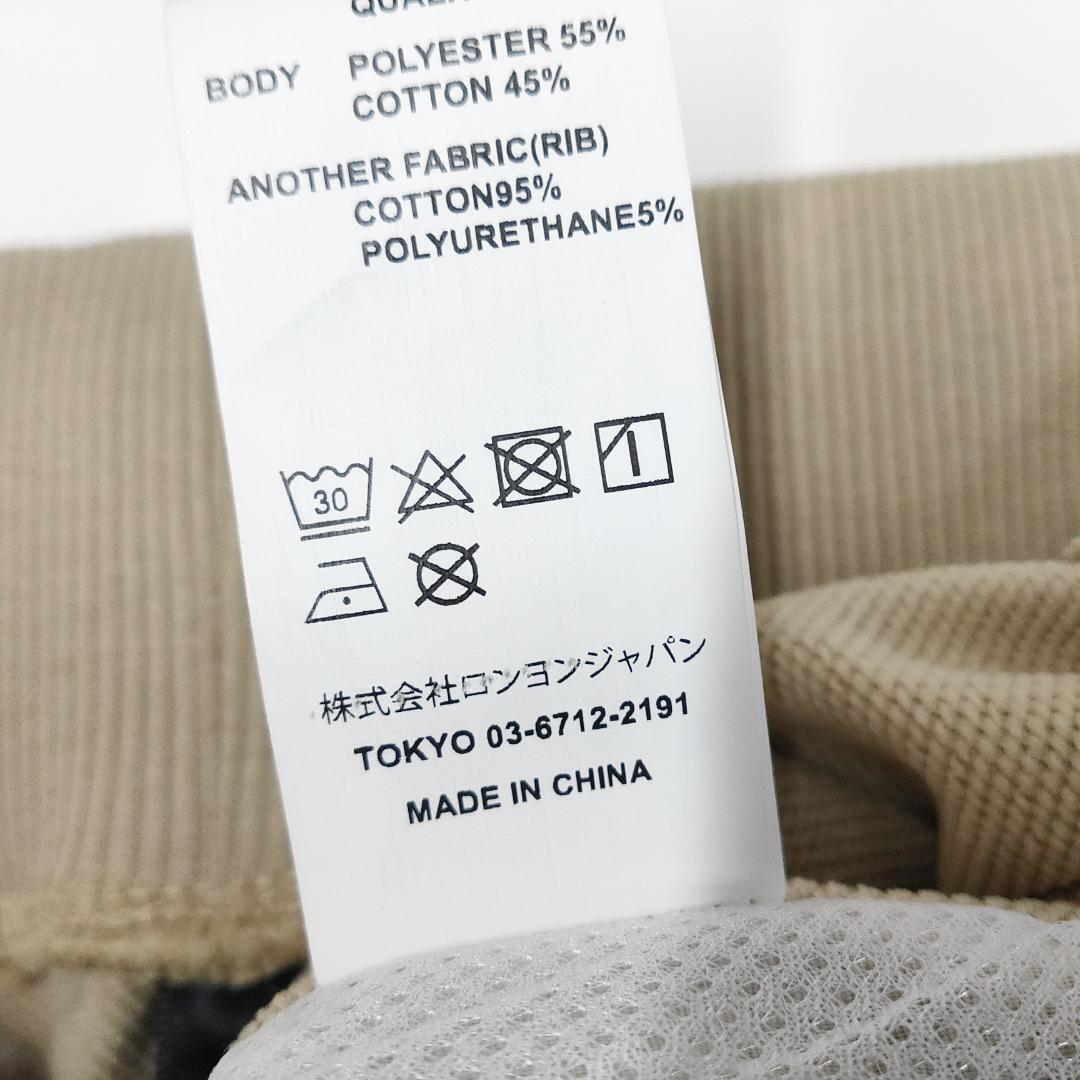 BODY POLYESTER 55%
COTTON 45%
ANOTHER FABRIC(RIB)
COTTON95%
POLYURETHANE5%
30
株式会社ロンヨンジャパン
TOKYO 03-6712-2191
MADE IN CHINA